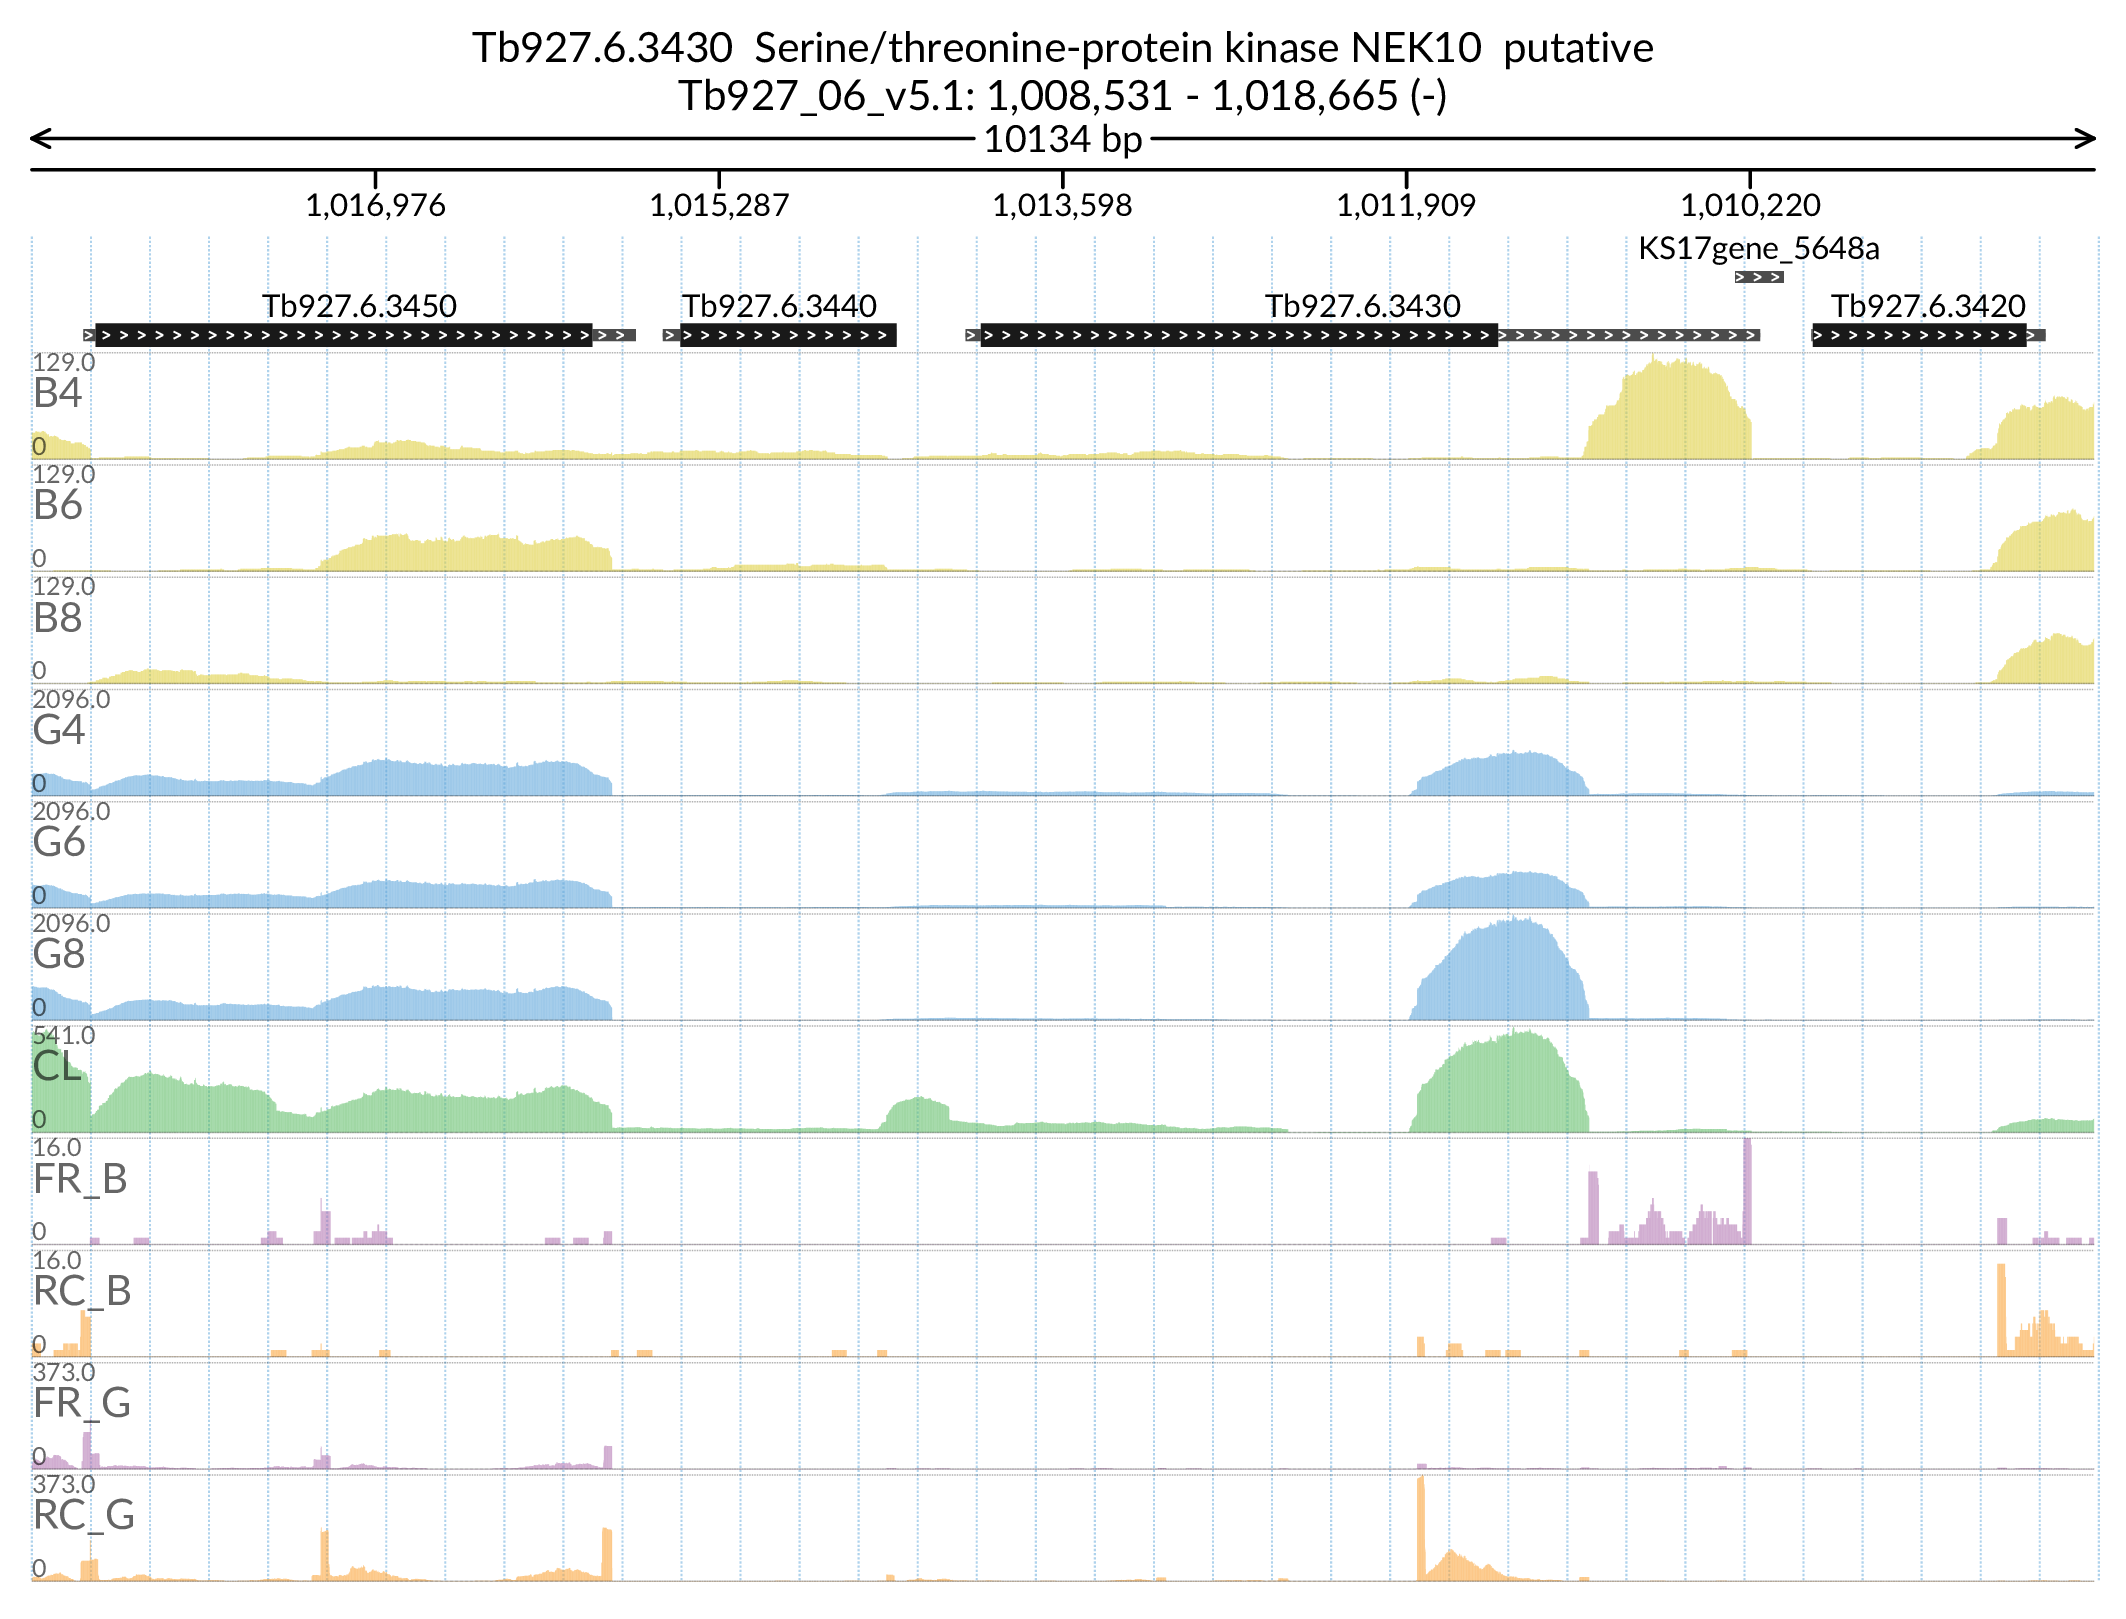 Tb927.6.3430  Serine/threonine-protein kinase NEK10  putative
Tb927_06_v5.1: 1,008,531 - 1,018,665 (-)
10134 bp
1,016,976 1,015,287 1,013,598 1,011,909 1,010,220
KS17gene_5648a
Tb927.6.3450 Tb927.6.3440 Tb927.6.3430 Tb927.6.3420
129.0
B4
0
129.0
B6
0
129.0
B8
0
2096.0
G4
0
2096.0
G6
0
2096.0
G8
0
541.0
CL
0
16.0
FR_B
0
16.0
RC_B
0
373.0
FR_G
0
373.0
RC_G
0